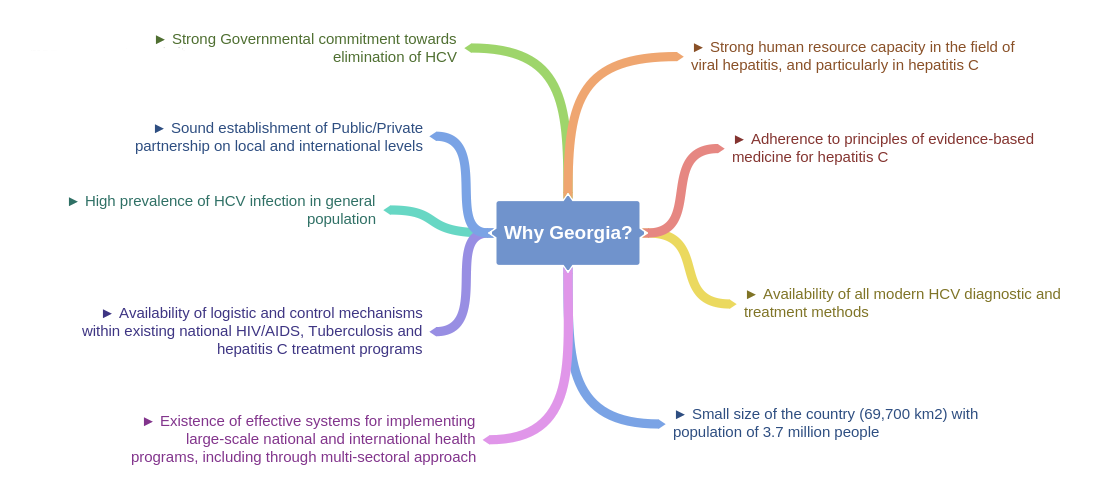 ► Strong Governmental commitment towards
elimination of HCV
► Sound establishment of Public/Private
partnership on local and international levels
► High prevalence of HCV infection in general
population
► Availability of logistic and control mechanisms
within existing national HIV/AIDS, Tuberculosis and
hepatitis C treatment programs
► Existence of effective systems for implementing
large-scale national and international health
programs, including through multi-sectoral approach
Why Georgia?
► Strong human resource capacity in the field of
viral hepatitis, and particularly in hepatitis C
► Adherence to principles of evidence-based
medicine for hepatitis C
► Availability of all modern HCV diagnostic and
treatment methods
► Small size of the country (69,700 km2) with
population of 3.7 million people